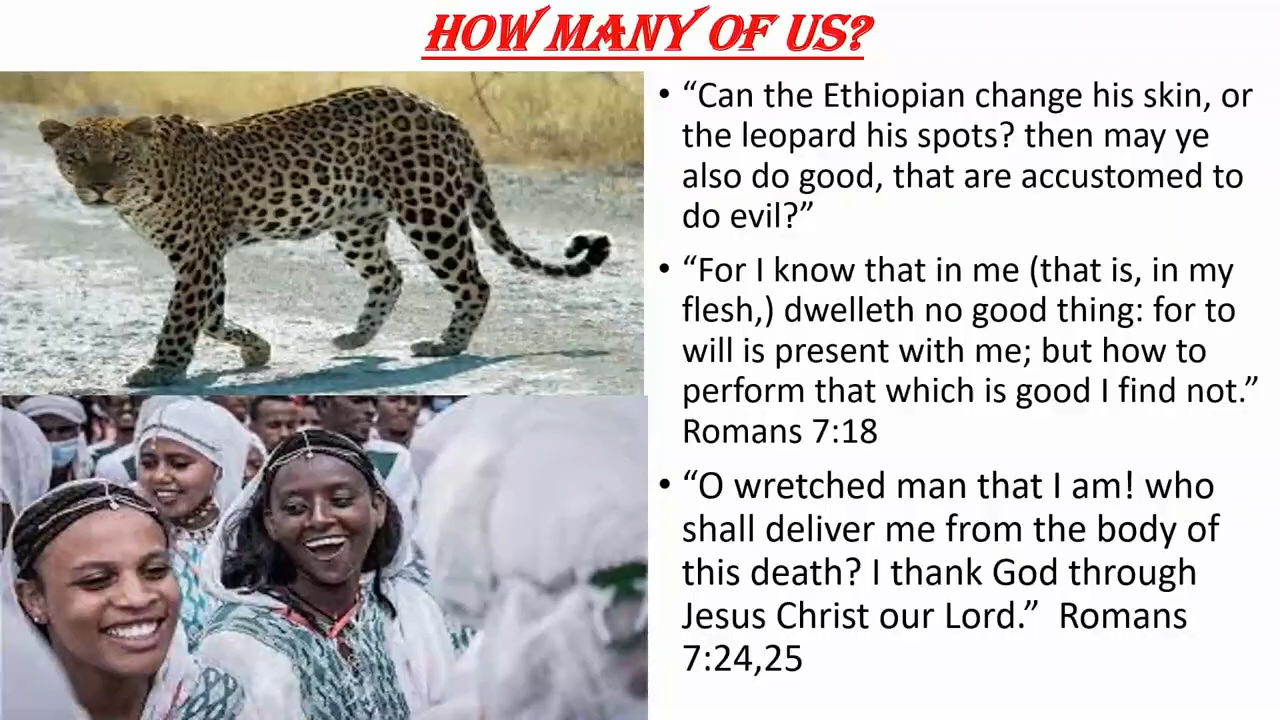 HOW MANY OF US?
• “Can the Ethiopian change his skin, or
the leopard his spots? then may ye
also do good, that are accustomed to
do evil?”
• “For I know that in me (that is, in my
flesh,) dwelleth no good thing: for to
will is present with me; but how to
perform that which is good I find not.”
Romans 7:18
• “O wretched man that I am! who
shall deliver me from the body of
this death? I thank God through
Jesus Christ our Lord.”  Romans
7:24,25